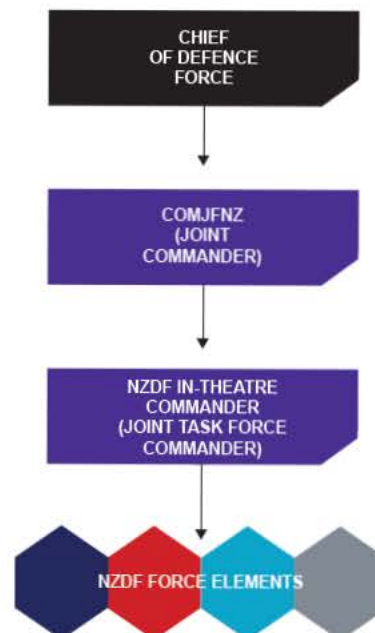 CHIEF
OF DEFENCE
FORCE
COMJFNZ
(JOINT
COMMANDER)
NZDF IN-THEATRE
COMMANDER
(JOINT TASK FORCE
COMMANDER)
NZDF FORCE ELEMENTS